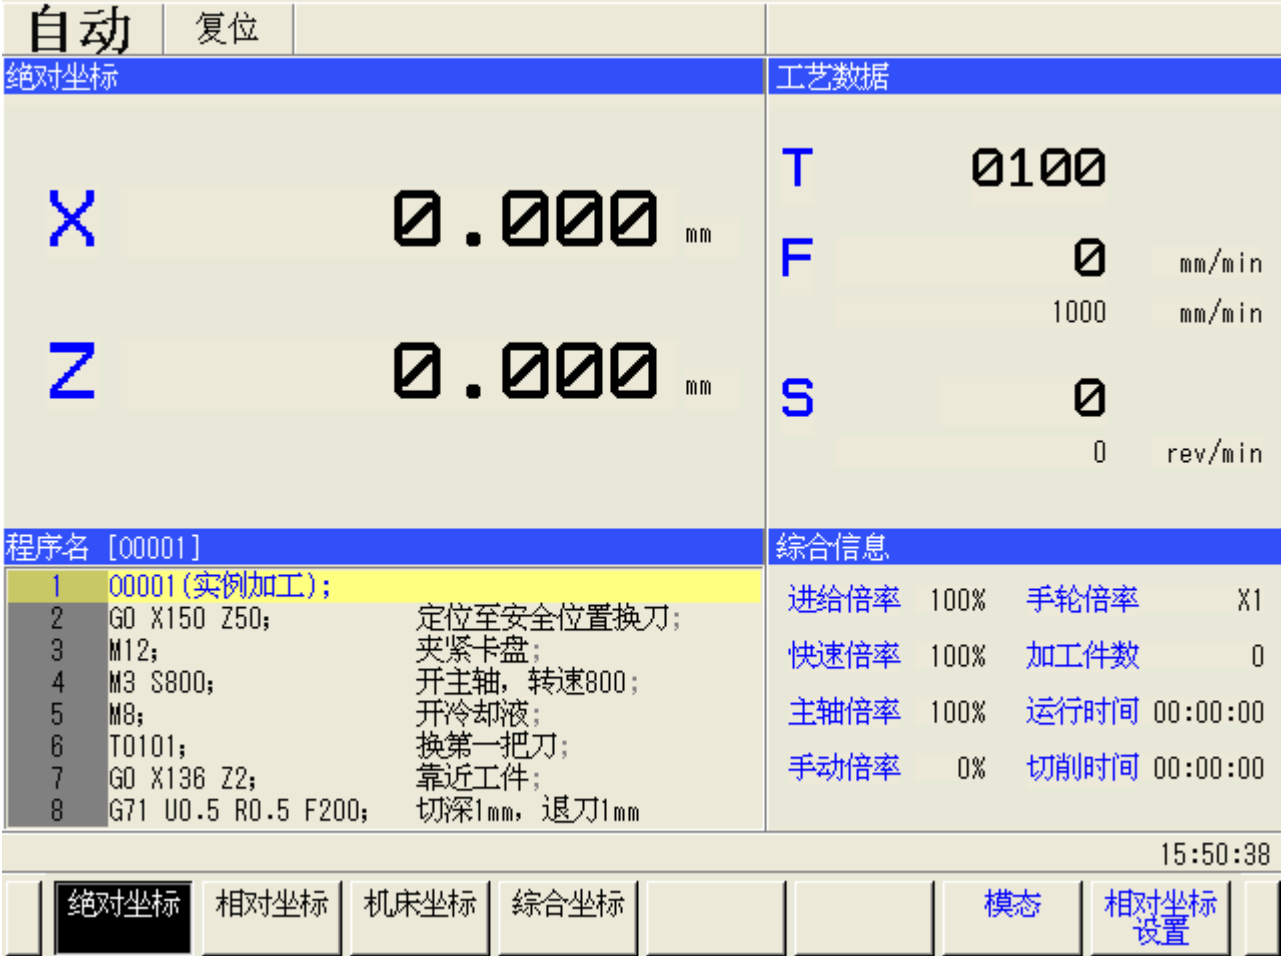 自动 复位
绝对坐标
X 0.000 mm
Z 0.000 mm
工艺数据
T 0100
F 0 mm/min
1000 mm/min
S 0 rev/min
0 rev/min
程序名 [O0001]
1 O0001(实例加工);
2 G0 X150 Z50; 定位至安全位置换刀;
3 M12; 夹紧卡盘;
4 M3 S800; 开主轴, 转速800;
5 M8; 开冷却液;
6 T0101; 换第一把刀;
7 G0 X136 Z2; 靠近工件;
8 G71 U0.5 R0.5 F200; 切深1mm, 退刀1mm
综合信息
进给倍率 100% 手轮倍率 X1
快速倍率 100% 加工件数 0
主轴倍率 100% 运行时间 00:00:00
手动倍率 0% 切削时间 00:00:00
15:50:38
绝对坐标 相对坐标 机床坐标 综合坐标 模态 相对坐标
设置